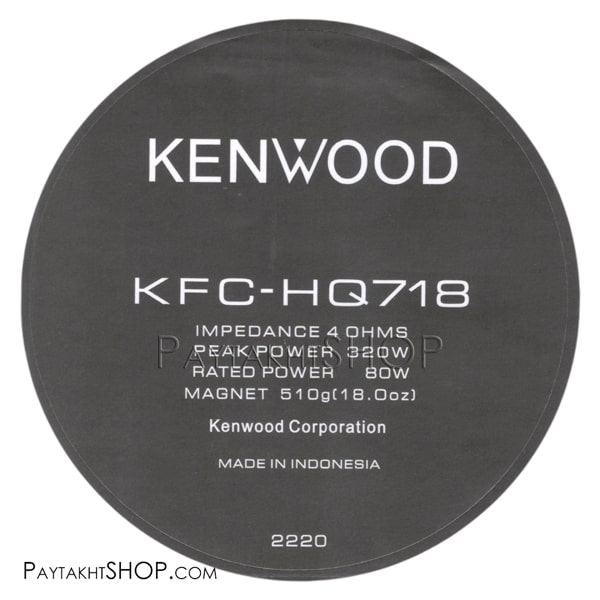 KENWOOD
KFC-HQ718
IMPEDANCE 4 OHMS
PEAK POWER 320W
PAYTAKHTSHOP
RATED POWER 80W
MAGNET 510g(18.0oz)
Kenwood Corporation
MADE IN INDONESIA
2220
PAYTAKHTSHOP.COM